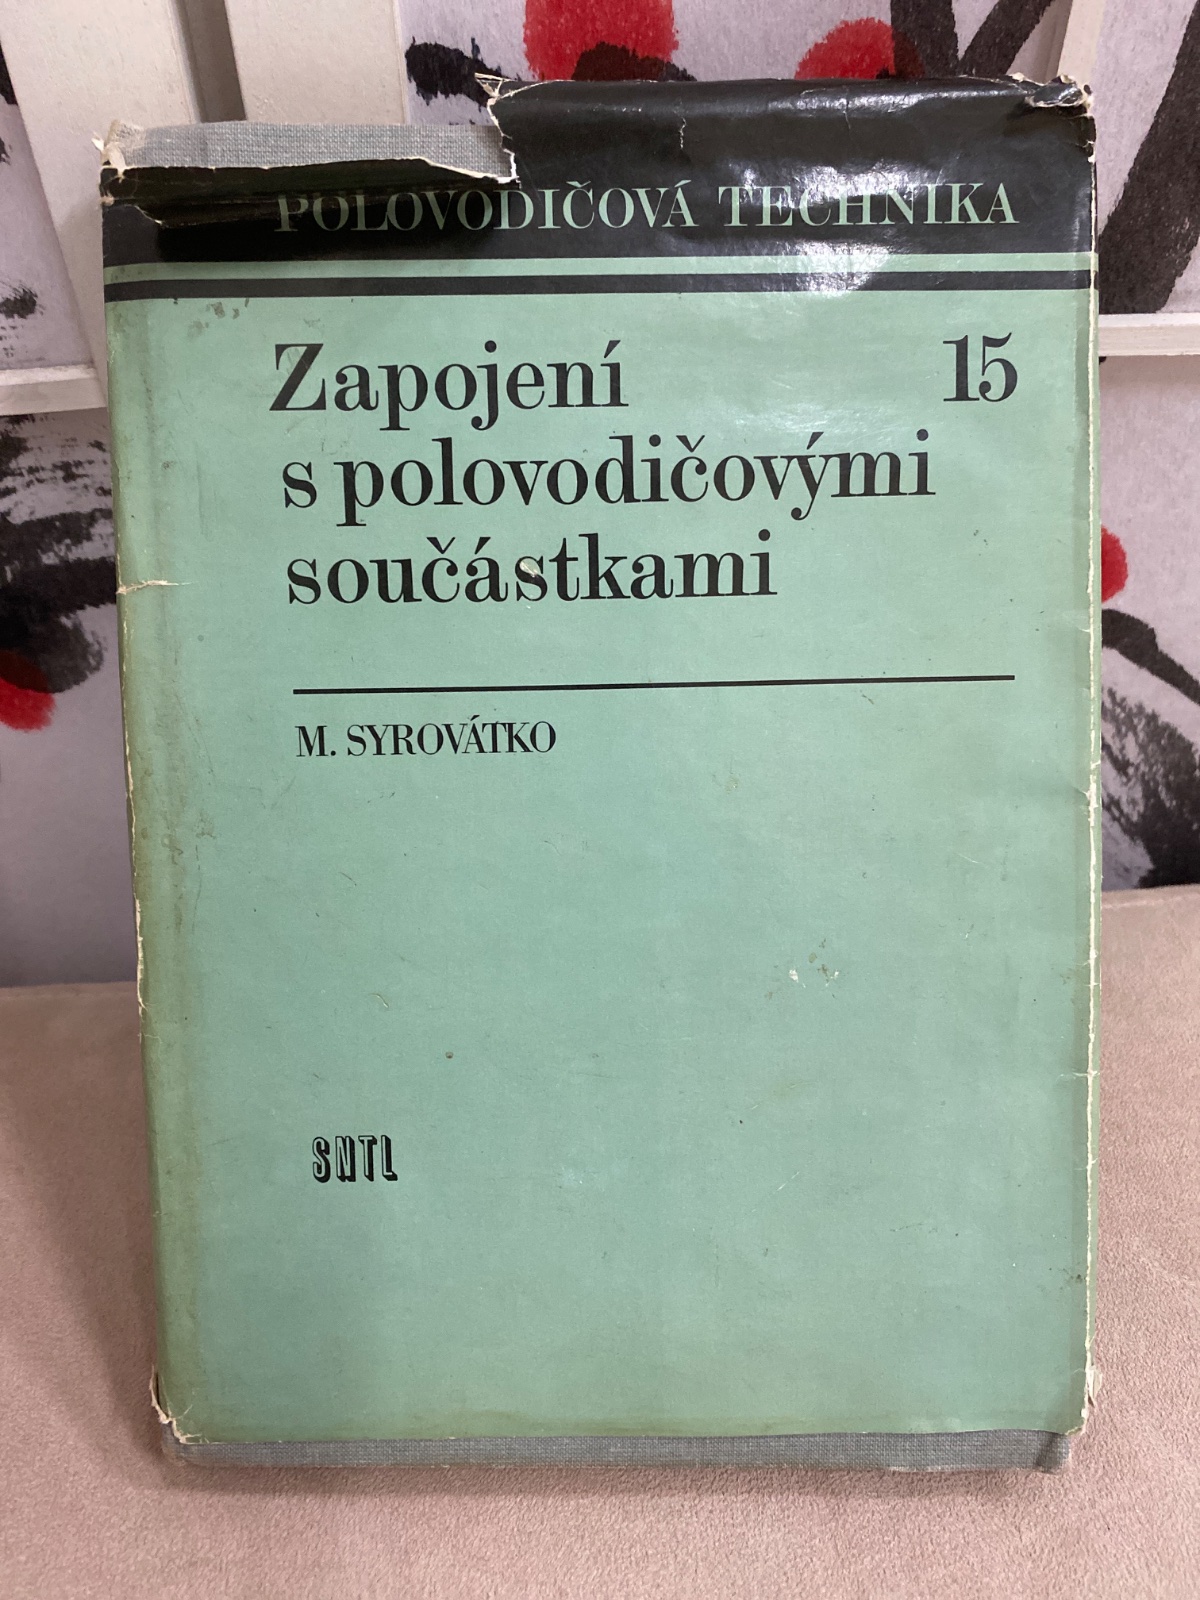 POLOVODIČOVÁ TECHNIKA
Zapojení 15
s polovodičovými
součástkami
M. SYROVÁTKO
SNTL